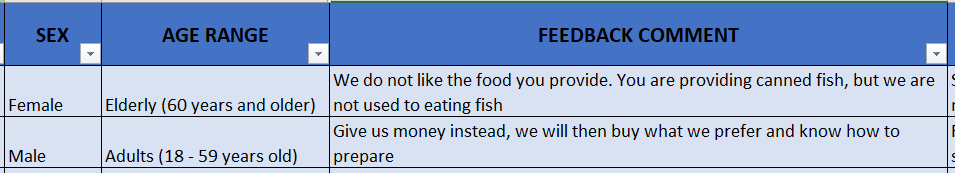 SEX AGE RANGE FEEDBACK COMMENT
We do not like the food you provide. You are providing canned fish, but we are
Female Elderly (60 years and older) not used to eating fish
Give us money instead, we will then buy what we prefer and know how to
Male Adults (18 - 59 years old) prepare